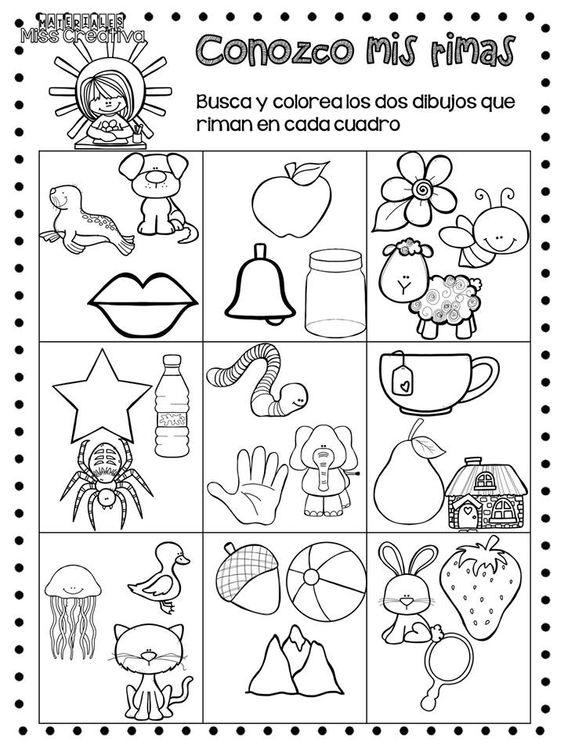 MATERIALES
Miss Creativa
Conozco mis rimas
Busca y colorea los dos dibujos que
riman en cada cuadro